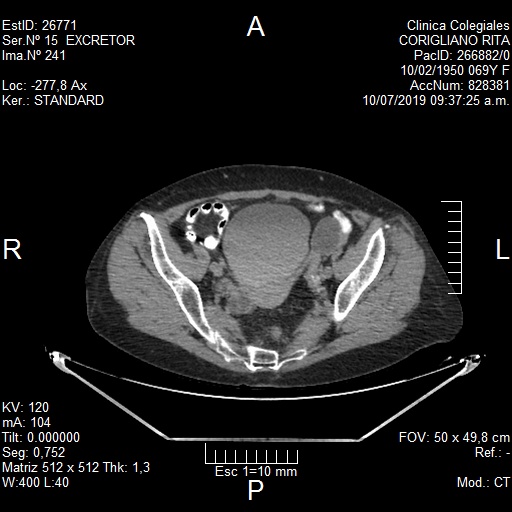 EstID: 26771
Ser.Nº 15 EXCRETOR
Ima.Nº 241
Loc: -277,8 Ax
Ker.: STANDARD
A
Clinica Colegiales
CORIGLIANO RITA
PacID: 266882/0
10/02/1950 069Y F
AccNum: 828381
10/07/2019 09:37:25 a.m.
R
L
KV: 120
mA: 104
Tilt: 0.000000
Seg: 0,752
Matriz 512 x 512 Thk: 1,3
W:400 L:40
Esc 1=10 mm
P
FOV: 50 x 49,8 cm
Ref.: -
Mod.: CT